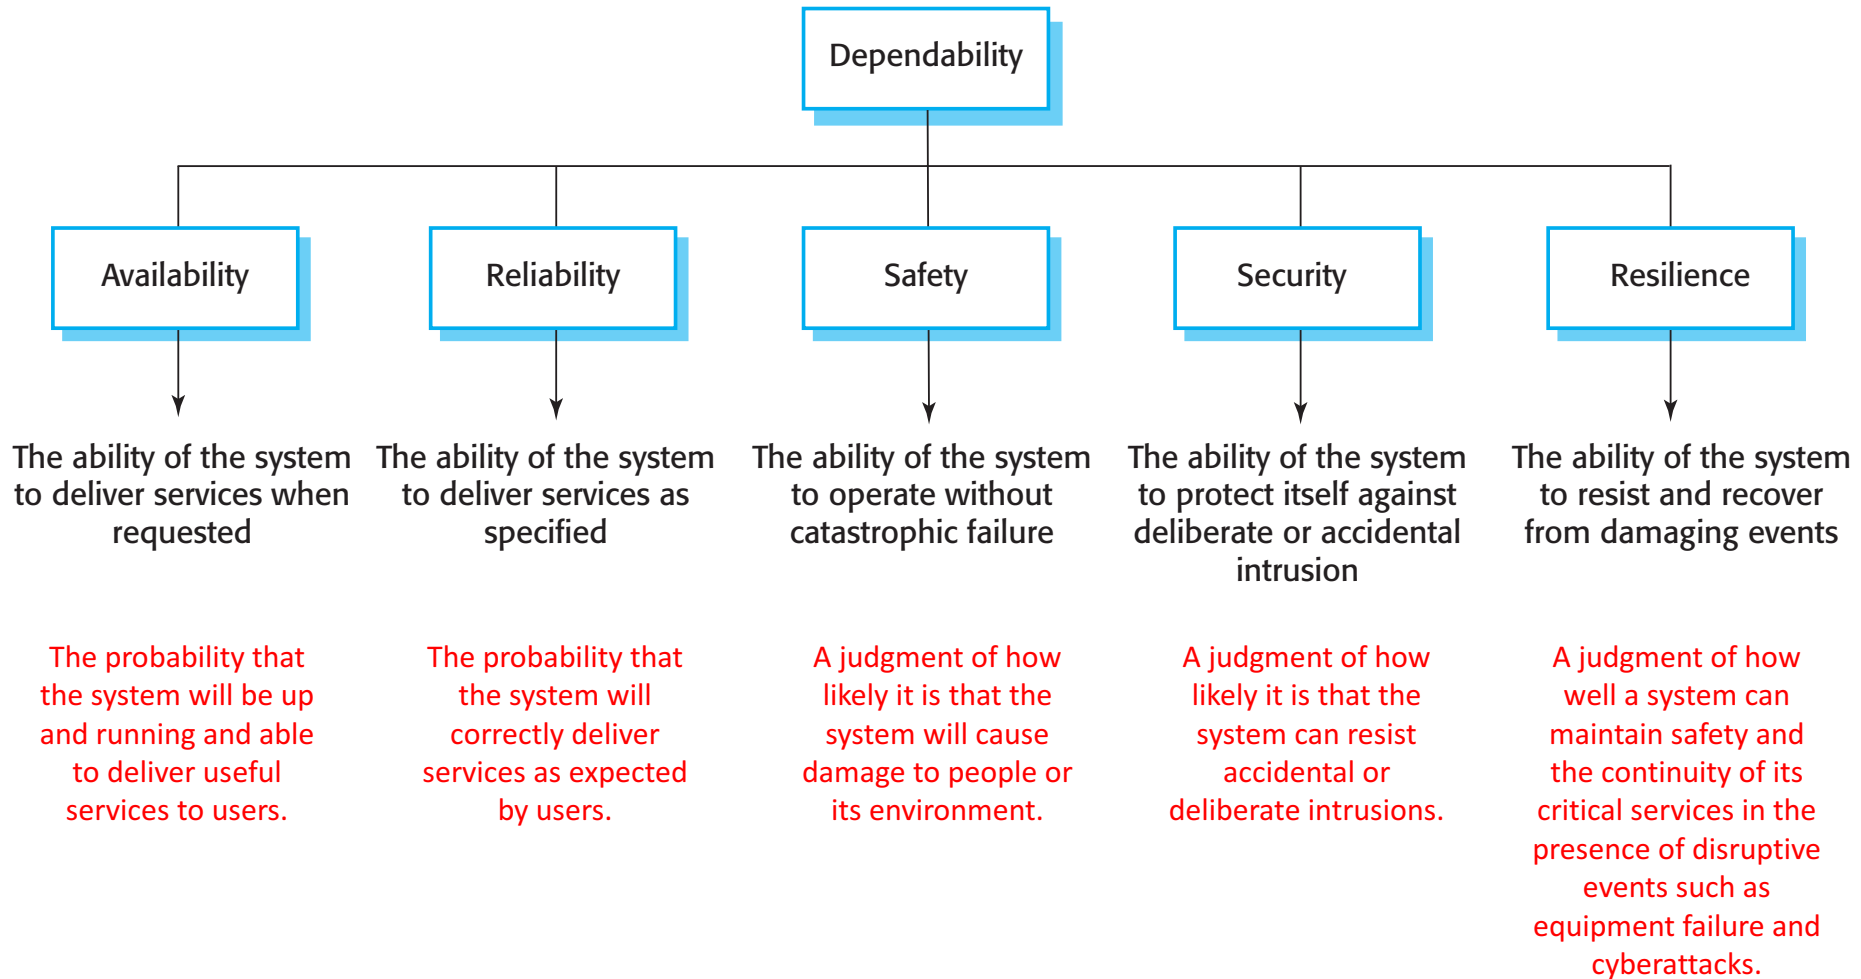 Dependability
Availability
Reliability
Safety
Security
Resilience
The ability of the system
to deliver services when
requested
The ability of the system
to deliver services as
specified
The ability of the system
to operate without
catastrophic failure
The ability of the system
to protect itself against
deliberate or accidental
intrusion
The ability of the system
to resist and recover
from damaging events
The probability that
the system will be up
and running and able
to deliver useful
services to users.
The probability that
the system will
correctly deliver
services as expected
by users.
A judgment of how
likely it is that the
system will cause
damage to people or
its environment.
A judgment of how
likely it is that the
system can resist
accidental or
deliberate intrusions.
A judgment of how
well a system can
maintain safety and
the continuity of its
critical services in the
presence of disruptive
events such as
equipment failure and
cyberattacks.